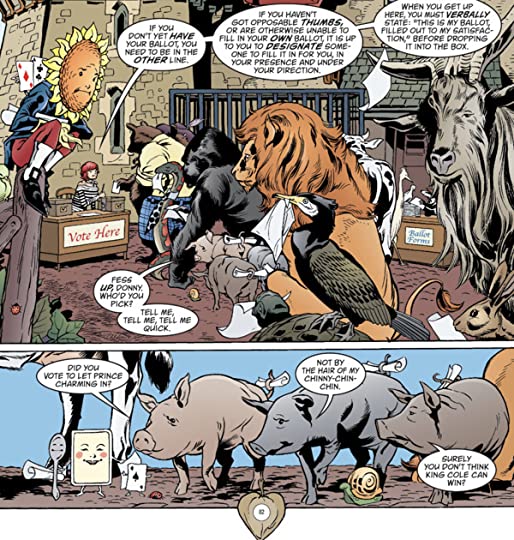 IF YOU
DON'T YET HAVE
YOUR BALLOT, YOU
NEED TO BE IN THE
OTHER LINE.
IF YOU HAVEN'T
GOT OPPOSABLE THUMBS,
OR ARE OTHERWISE UNABLE TO
FILL IN YOUR OWN BALLOT, IT IS
UP TO YOU TO DESIGNATE SOME-
ONE TO FILL IT IN FOR YOU, IN
YOUR PRESENCE AND UNDER
YOUR DIRECTION.
WHEN YOU GET UP
HERE, YOU MUST VERBALLY
STATE: "THIS IS MY BALLOT,
FILLED OUT TO MY SATISFAC-
TION," BEFORE DROPPING
IT INTO THE BOX.
Vote Here
Ballot
Forms
FESS
UP, DONNY.
WHO'D YOU
PICK?
TELL ME,
TELL ME, TELL ME
QUICK.
DID YOU
VOTE TO LET PRINCE
CHARMING IN?
NOT BY
THE HAIR OF MY
CHINNY-CHIN-
CHIN.
SURELY
YOU DON'T THINK
KING COLE CAN
WIN?
82